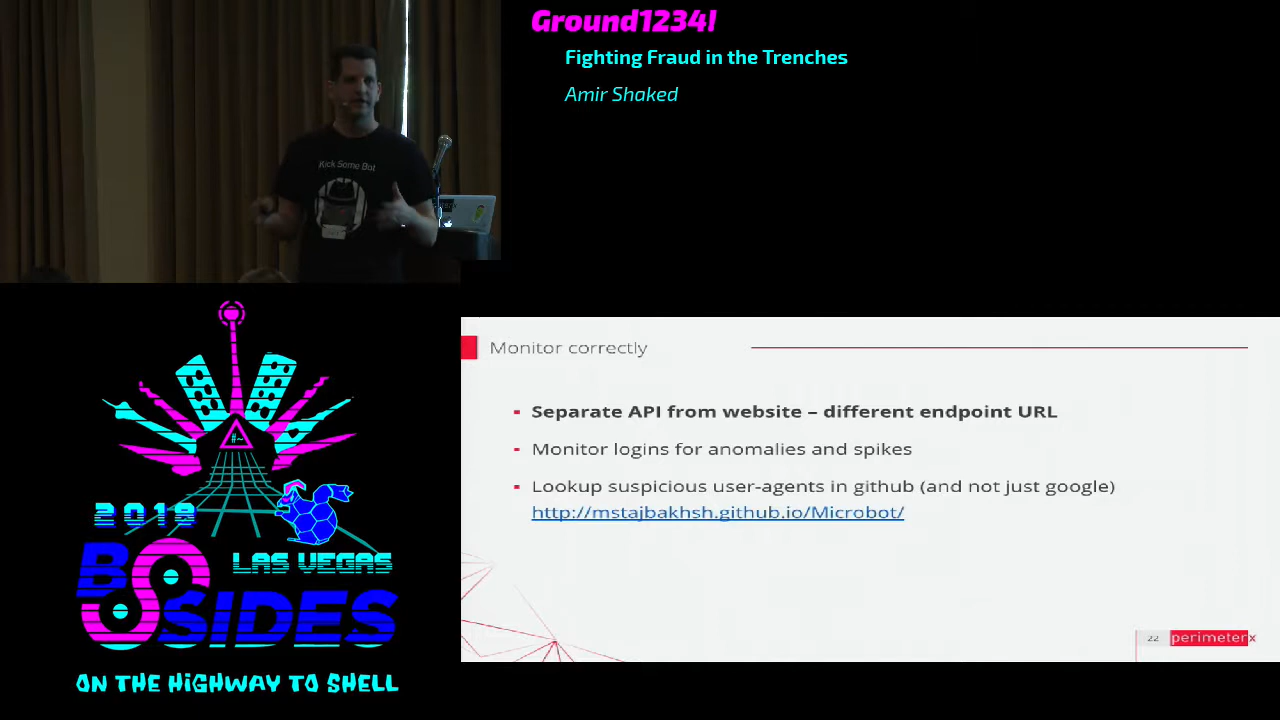 Ground1234!
Fighting Fraud in the Trenches
Amir Shaked
Kick Some Bot
#~
2019
BSIDES
LAS VEGAS
ON THE HIGHWAY TO SHELL
Monitor correctly
Separate API from website – different endpoint URL
Monitor logins for anomalies and spikes
Lookup suspicious user-agents in github (and not just google)
http://mstajbakhsh.github.io/Microbot/
22
perimeterx